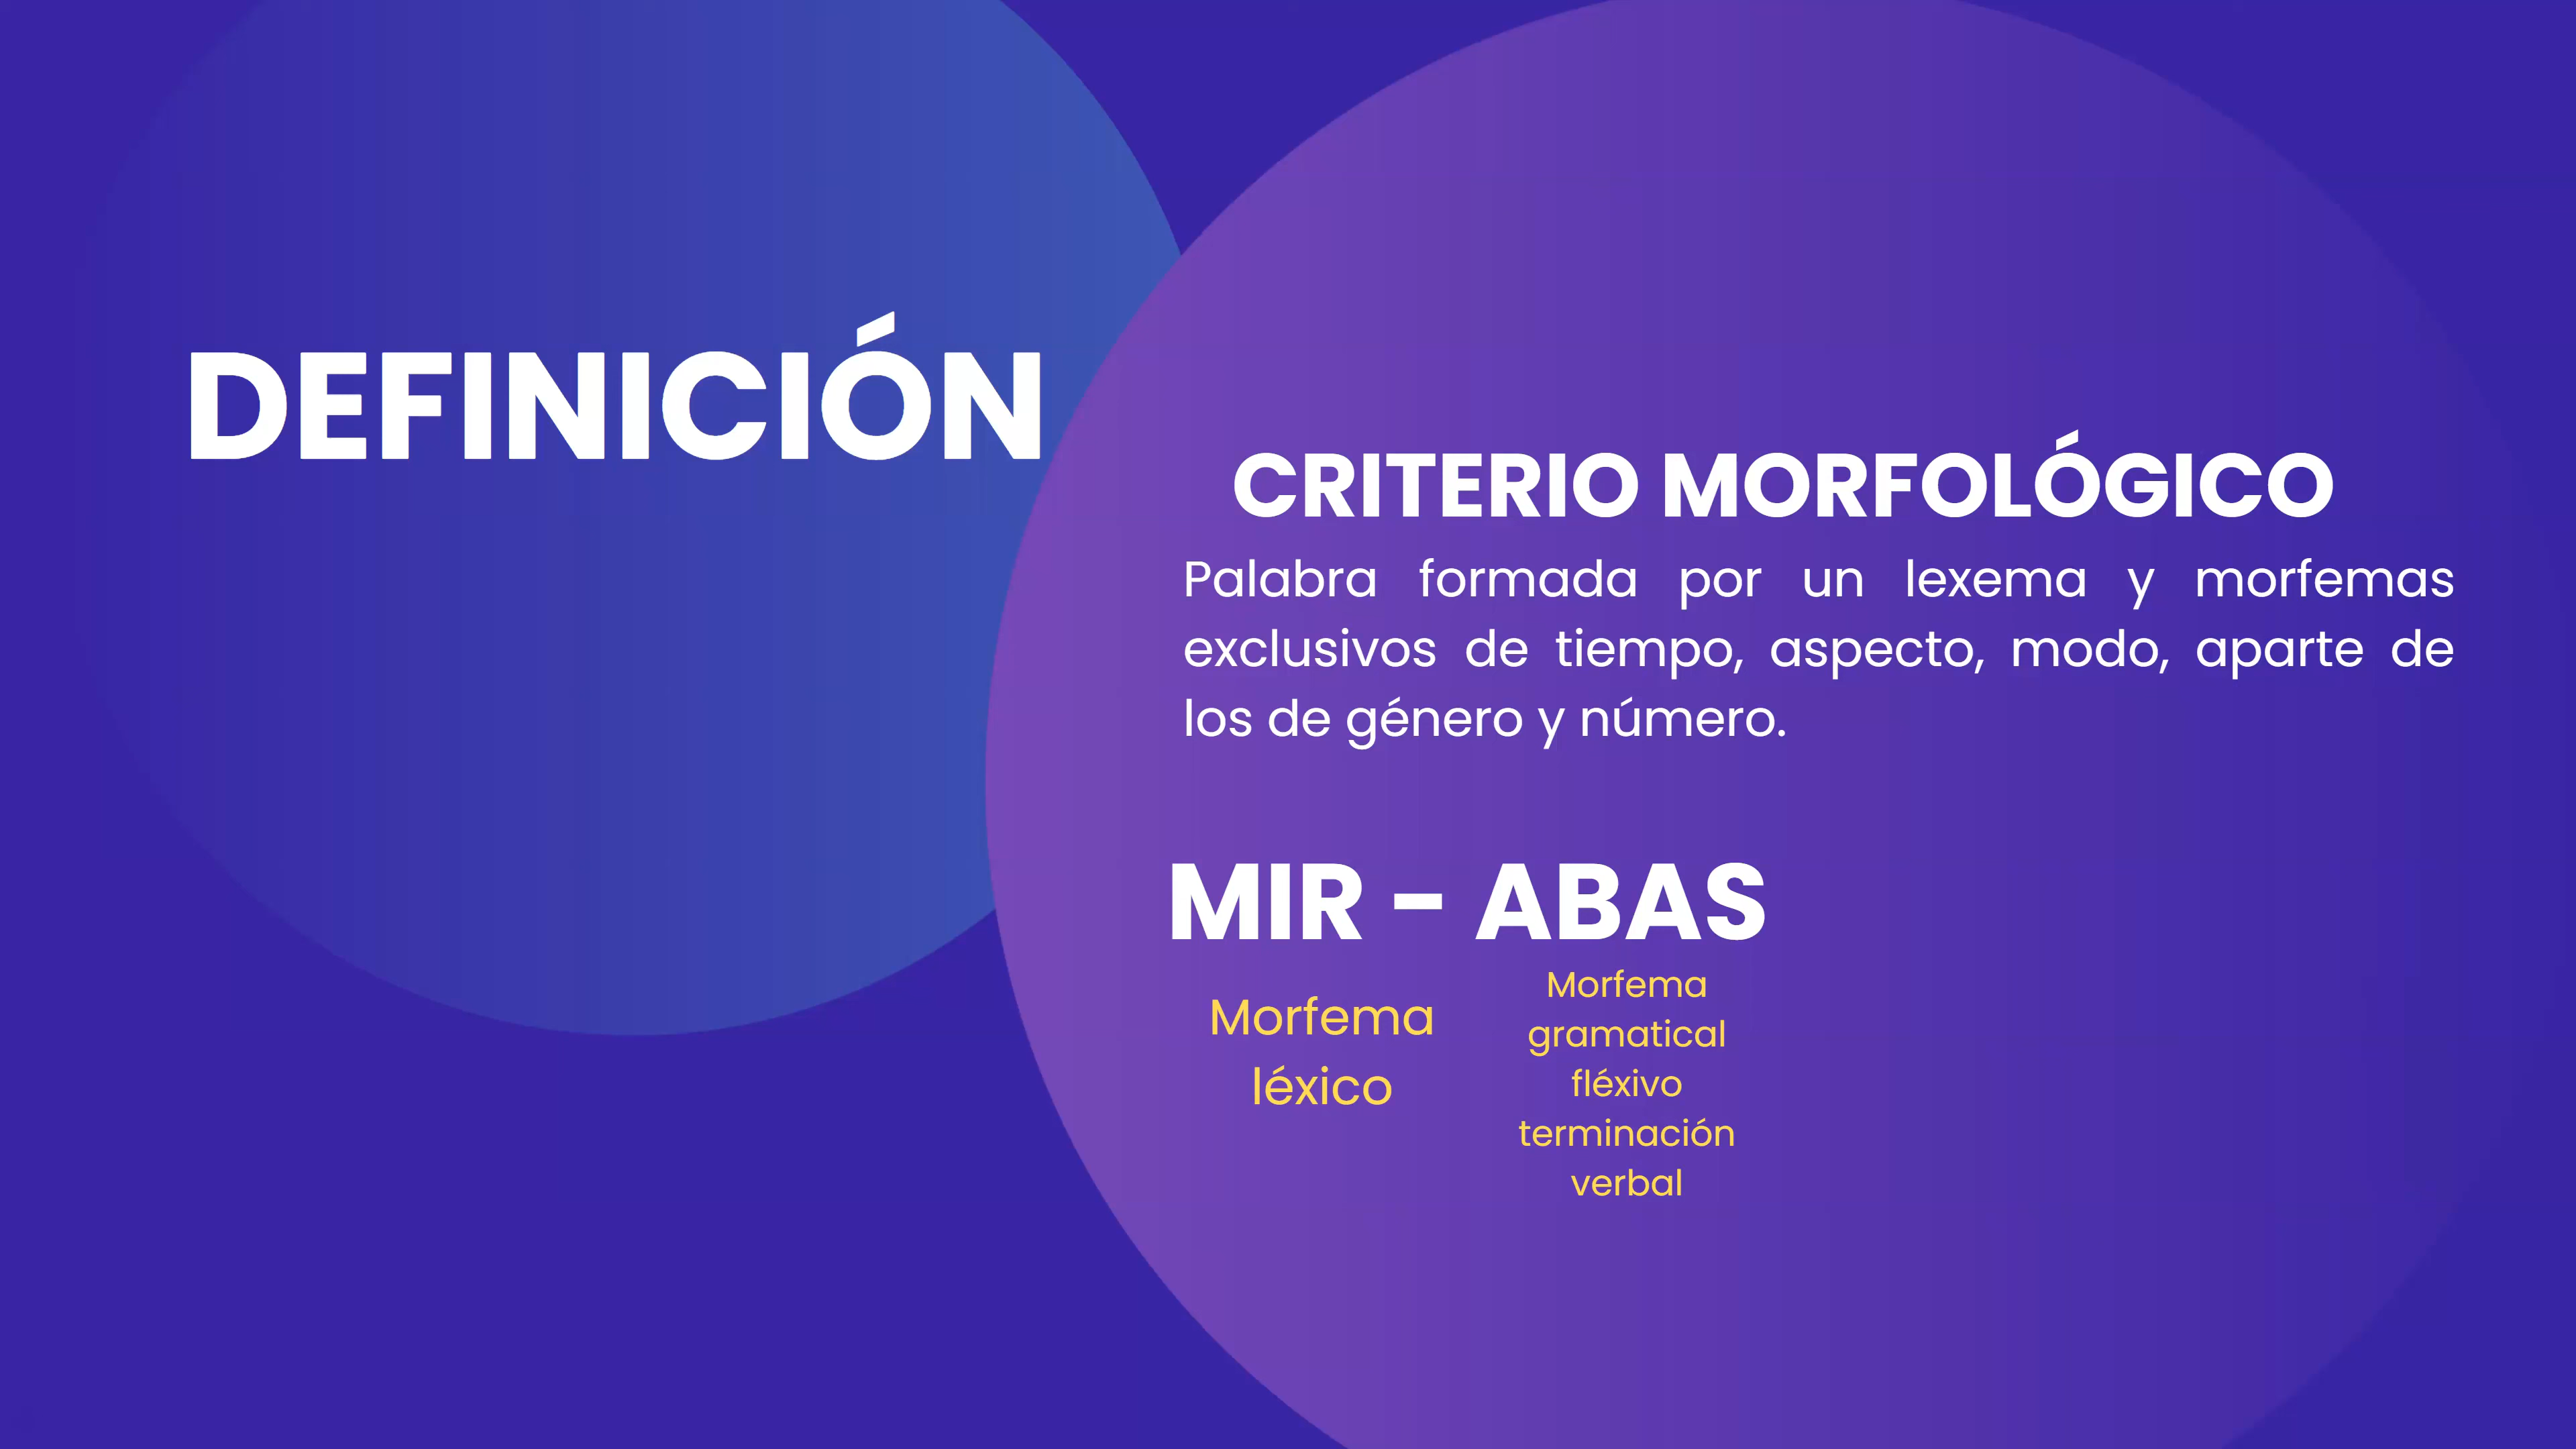 DEFINICIÓN
CRITERIO MORFOLÓGICO
Palabra formada por un lexema y morfemas
exclusivos de tiempo, aspecto, modo, aparte de
los de género y número.
MIR - ABAS
Morfema
léxico
Morfema
gramatical
fléxivo
terminación
verbal